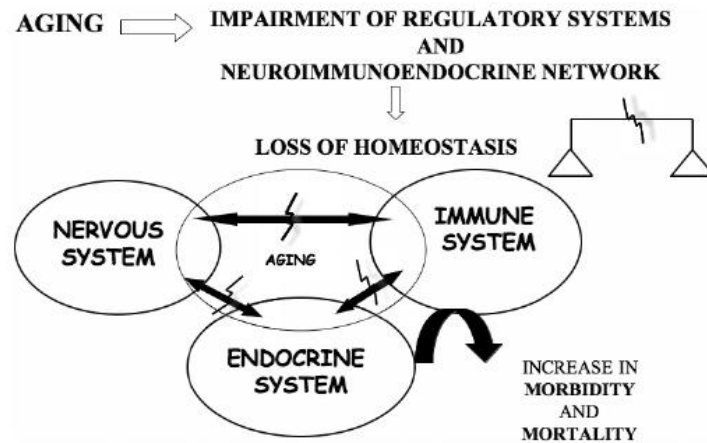 AGING
IMPAIRMENT OF REGULATORY SYSTEMS
AND
NEUROIMMUNOENDOCRINE NETWORK
LOSS OF HOMEOSTASIS
NERVOUS
SYSTEM
IMMUNE
SYSTEM
AGING
ENDOCRINE
SYSTEM
INCREASE IN
MORBIDITY
AND
MORTALITY